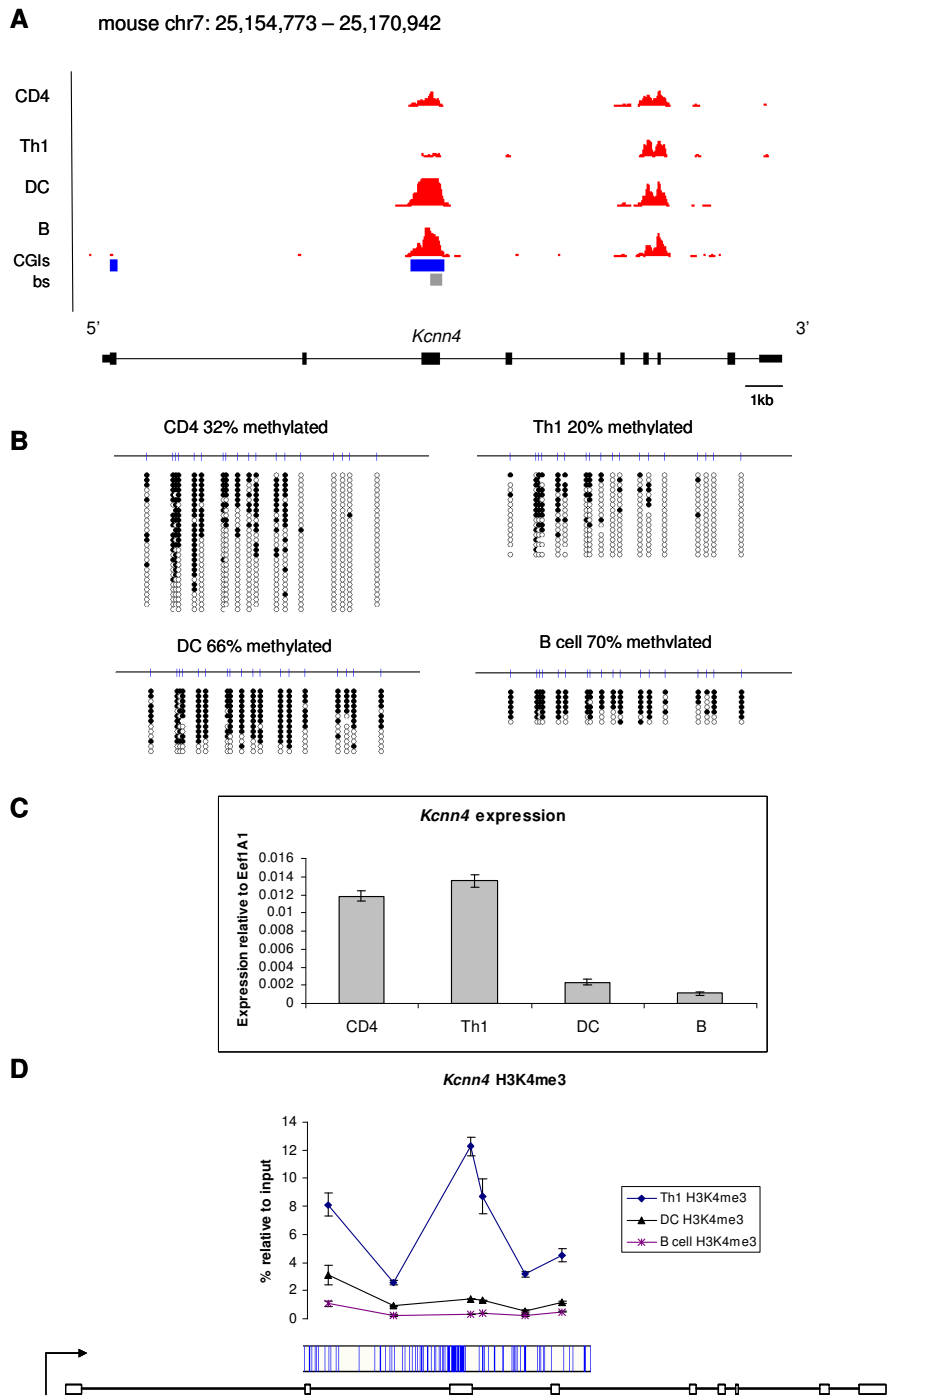 A
mouse chr7: 25,154,773 – 25,170,942
CD4
Th1
DC
B
CGIs
bs
5’
3’
Kcnn4
1kb
B
CD4 32% methylated
Th1 20% methylated
DC 66% methylated
B cell 70% methylated
C
Kcnn4 expression
Expression relative to Eef1A1
0.016
0.014
0.012
0.01
0.008
0.006
0.004
0.002
0
CD4
Th1
DC
B
D
Kcnn4 H3K4me3
% relative to input
14
12
10
8
6
4
2
0
Th1 H3K4me3
DC H3K4me3
B cell H3K4me3